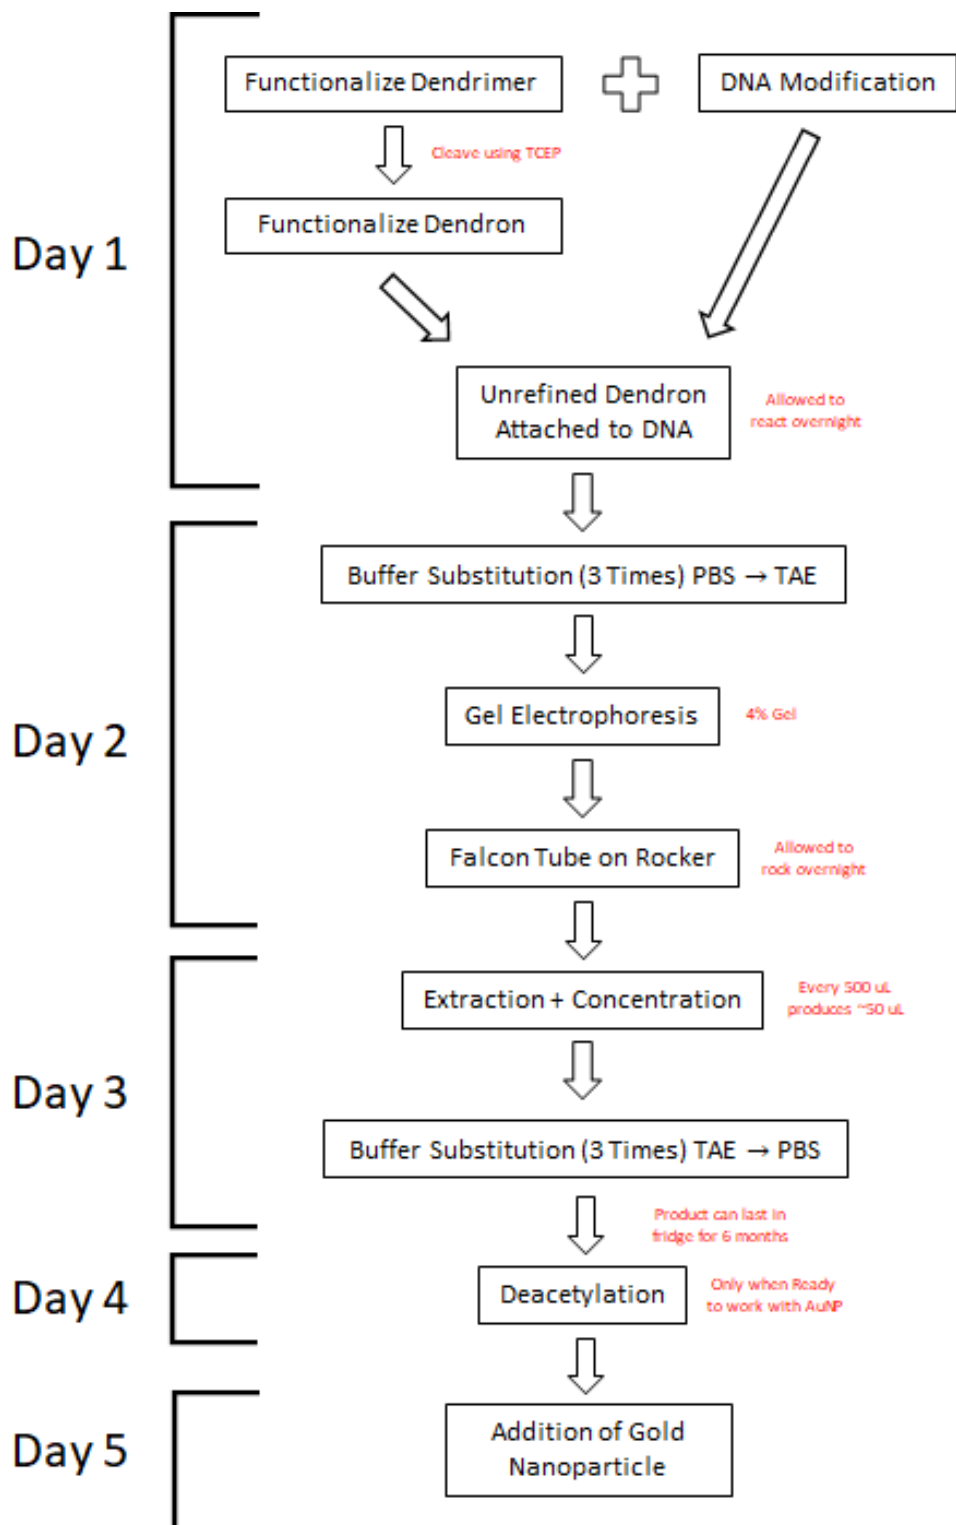 Day 1
Functionalize Dendrimer
DNA Modification
Cleave using TCEP
Functionalize Dendron
Unrefined Dendron
Attached to DNA
Allowed to
react overnight
Day 2
Buffer Substitution (3 Times) PBS → TAE
Gel Electrophoresis
4% Gel
Falcon Tube on Rocker
Allowed to
rock overnight
Day 3
Extraction + Concentration
Every 500 uL
produces ~50 uL
Buffer Substitution (3 Times) TAE → PBS
Product can last in
fridge for 6 months
Day 4
Deacetylation
Only when Ready
to work with AuNP
Day 5
Addition of Gold
Nanoparticle